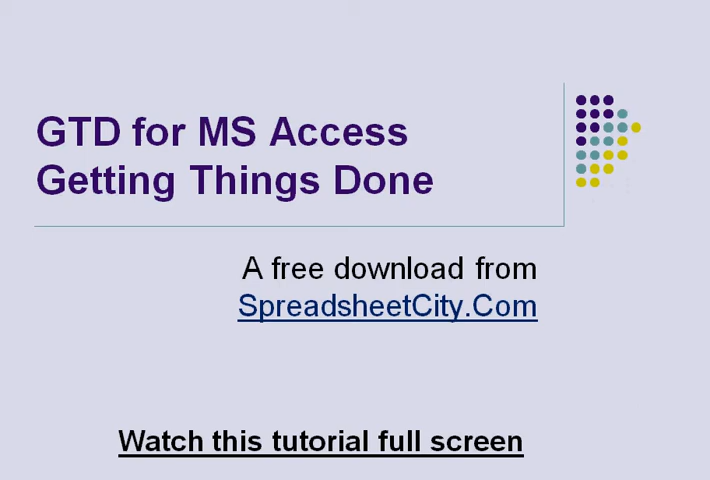 GTD for MS Access
Getting Things Done
A free download from
SpreadsheetCity.Com
Watch this tutorial full screen